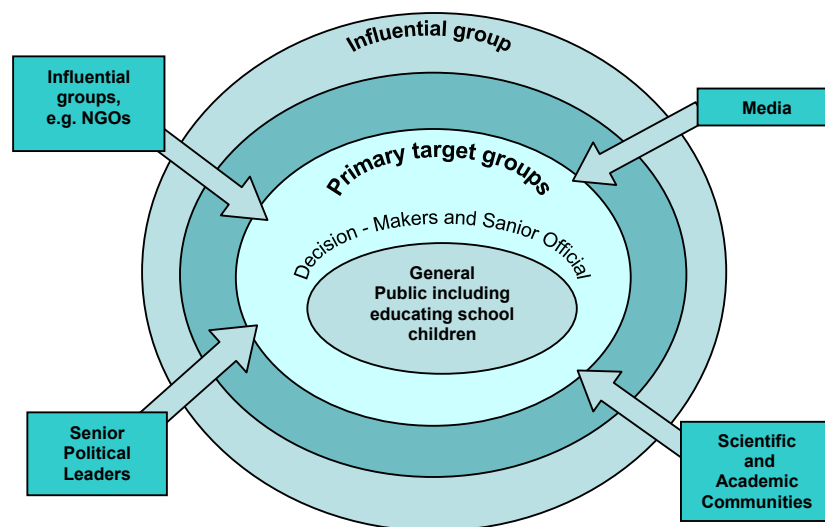 Influential group
Influential
groups,
e.g. NGOs
Media
Primary target groups
Decision - Makers and Sanior Official
General
Public including
educating school
children
Senior
Political
Leaders
Scientific
and
Academic
Communities